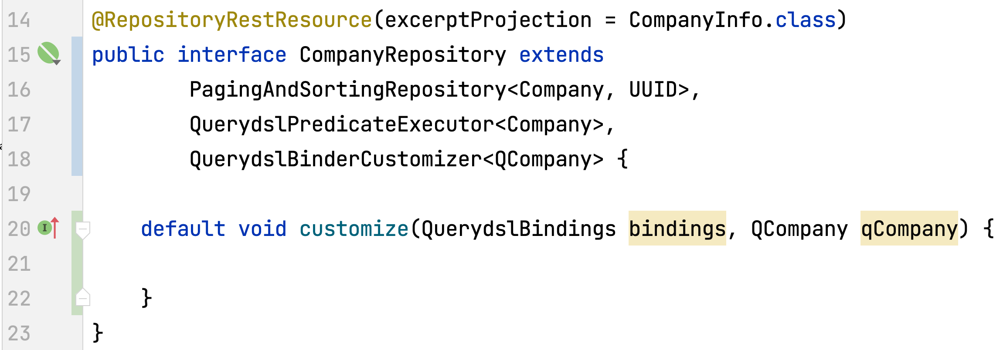 14 @RepositoryRestResource(excerptProjection = CompanyInfo.class)
15 public interface CompanyRepository extends
16 PagingAndSortingRepository<Company, UUID>,
17 QuerydslPredicateExecutor<Company>,
18 QuerydslBinderCustomizer<QCompany> {
19
20 default void customize(QuerydslBindings bindings, QCompany qCompany) {
21
22 }
23 }